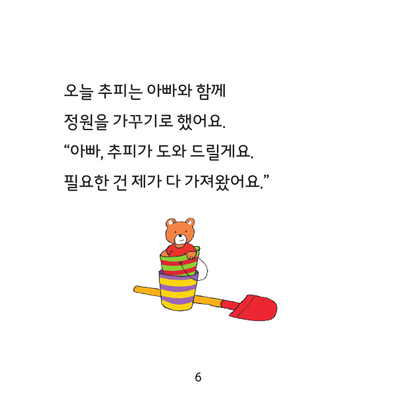 오늘 추피는 아빠와 함께
정원을 가꾸기로 했어요.
“아빠, 추피가 도와 드릴게요.
필요한 건 제가 다 가져왔어요.”
6